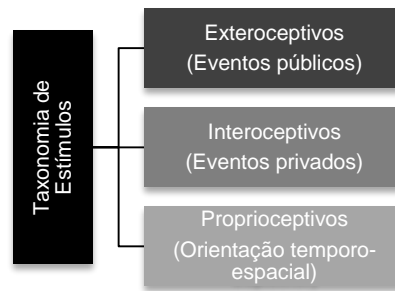 Taxonomia de
Estímulos
Exteroceptivos
(Eventos públicos)
Interoceptivos
(Eventos privados)
Proprioceptivos
(Orientação temporo-
espacial)